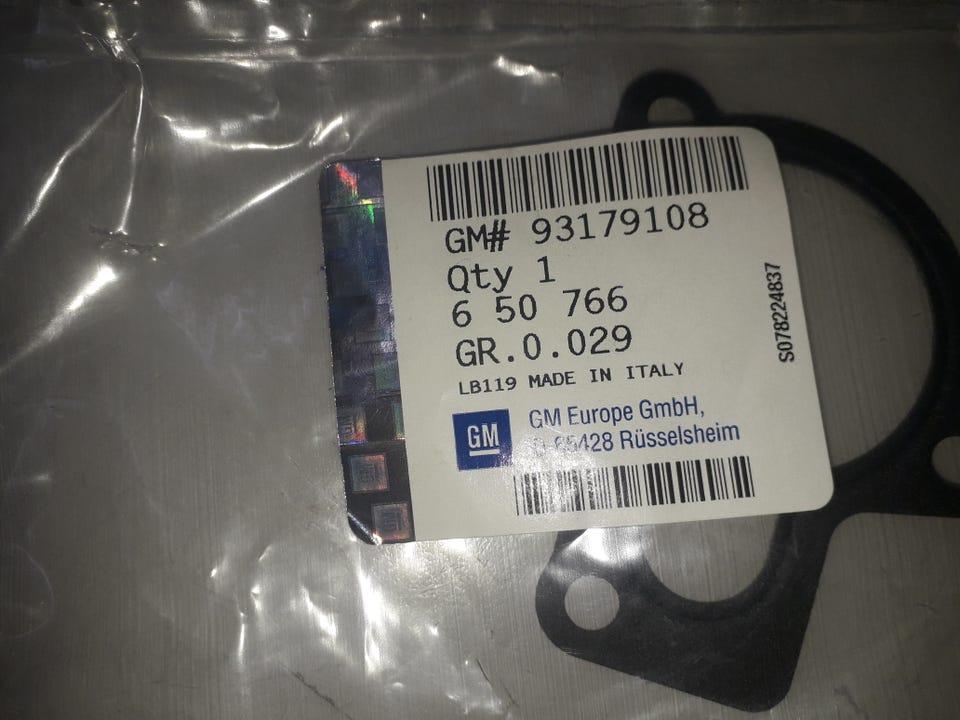 GM# 93179108
Qty 1
6 50 766
GR.0.029
LB119 MADE IN ITALY
GM
GM Europe GmbH,
D-65428 Rüsselsheim
S078224837